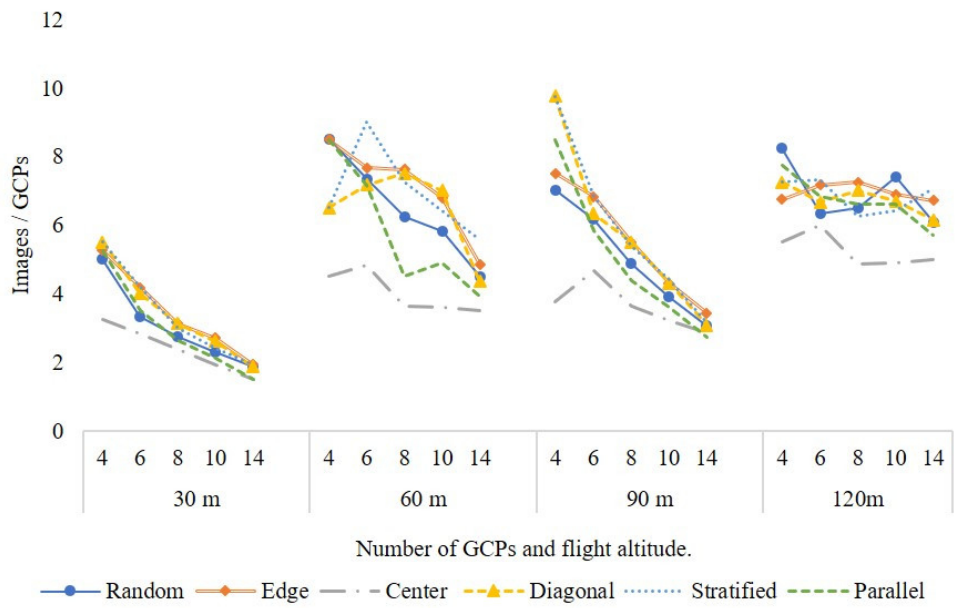 12
10
8
6
4
2
0
Images / GCPs
4 6 8 10 14 4 6 8 10 14 4 6 8 10 14 4 6 8 10 14
30 m 60 m 90 m 120m
Number of GCPs and flight altitude.
Random Edge Center Diagonal Stratified Parallel